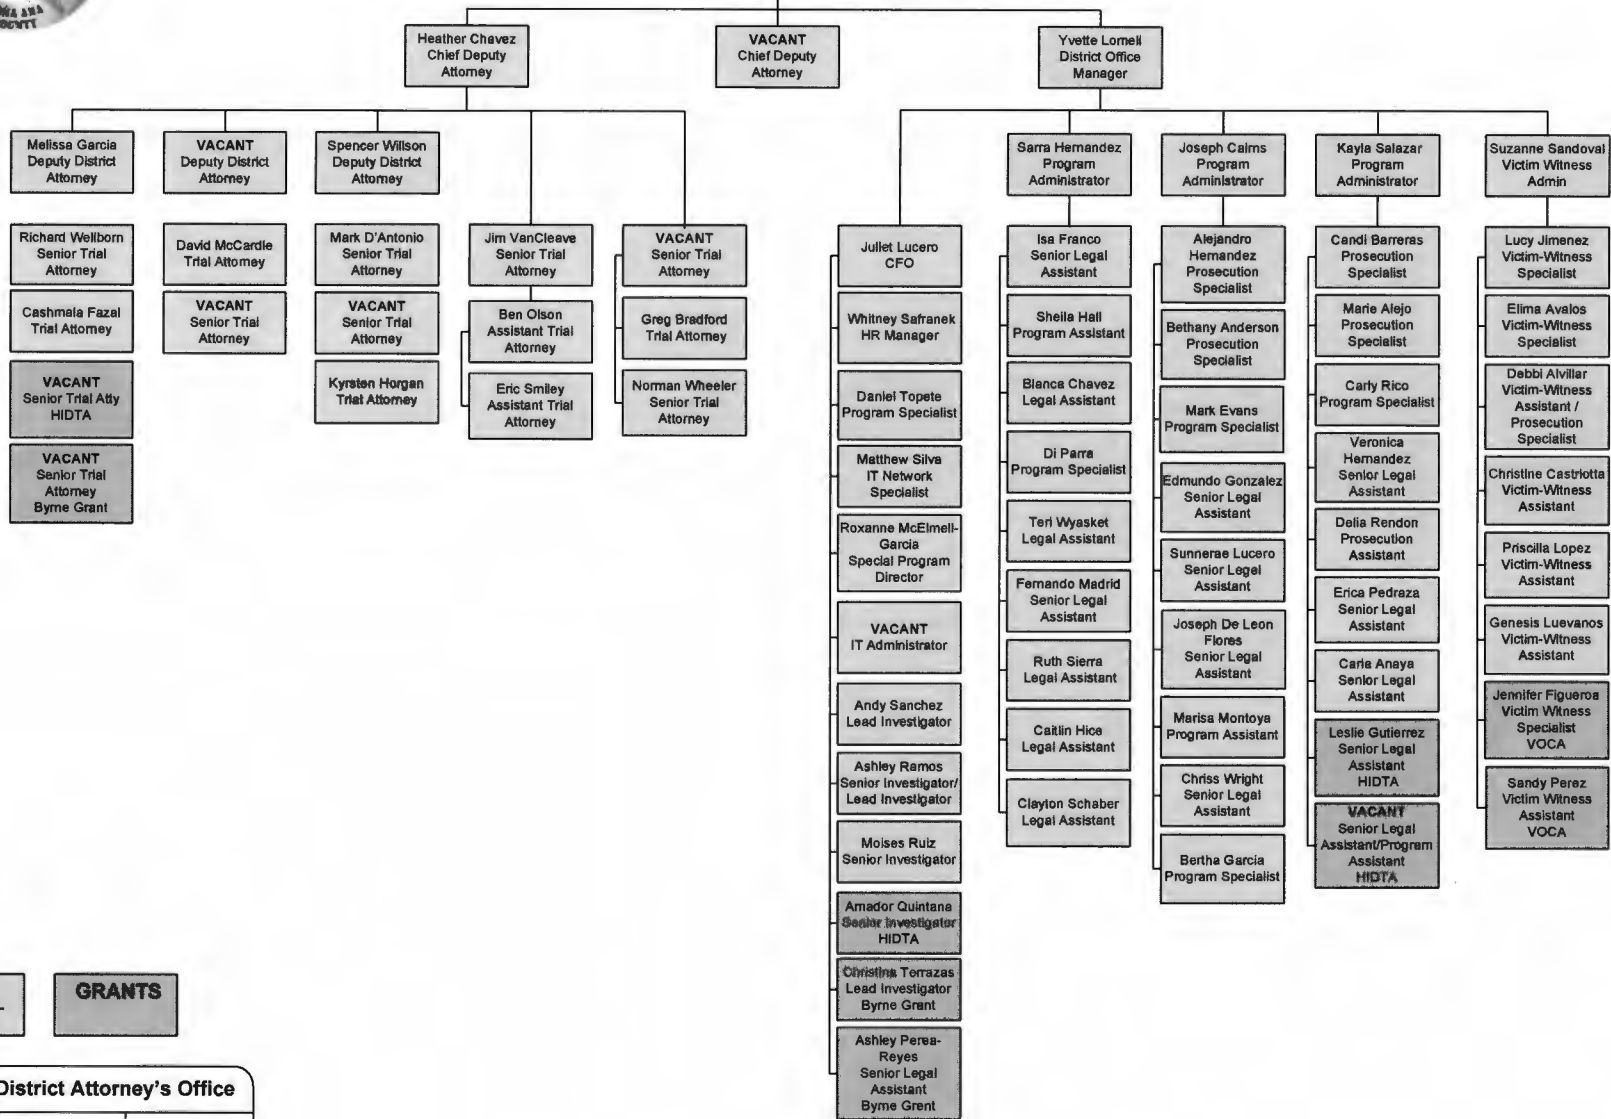 COUNTY
Heather Chavez
Chief Deputy
Attorney
VACANT
Chief Deputy
Attorney
Yvette Lomell
District Office
Manager
Melissa Garcia
Deputy District
Attorney
VACANT
Deputy District
Attorney
Spencer Willson
Deputy District
Attorney
Sarra Hernandez
Program
Administrator
Joseph Cairns
Program
Administrator
Kayla Salazar
Program
Administrator
Suzanne Sandoval
Victim Witness
Admin
Richard Wellborn
Senior Trial
Attorney
Cashmala Fazal
Trial Attorney
VACANT
Senior Trial Atty
HIDTA
VACANT
Senior Trial
Attorney
Byrne Grant
David McCardle
Trial Attorney
VACANT
Senior Trial
Attorney
Mark D'Antonio
Senior Trial
Attorney
VACANT
Senior Trial
Attorney
Kyrsten Horgan
Trial Attorney
Jim VanCleave
Senior Trial
Attorney
Ben Olson
Assistant Trial
Attorney
Eric Smiley
Assistant Trial
Attorney
VACANT
Senior Trial
Attorney
Greg Bradford
Trial Attorney
Norman Wheeler
Senior Trial
Attorney
Juliet Lucero
CFO
Whitney Safranek
HR Manager
Daniel Topete
Program Specialist
Matthew Silva
IT Network
Specialist
Roxanne McElmell-
Garcia
Special Program
Director
VACANT
IT Administrator
Andy Sanchez
Lead Investigator
Ashley Ramos
Senior Investigator/
Lead Investigator
Moises Ruiz
Senior Investigator
Amador Quintana
Senior Investigator
HIDTA
Christina Terrazas
Lead Investigator
Byrne Grant
Ashley Perea-
Reyes
Senior Legal
Assistant
Byrne Grent
Isa Franco
Senior Legal
Assistant
Sheila Hall
Program Assistant
Blanca Chavez
Legal Assistant
Di Parra
Program Specialist
Teri Wyasket
Legal Assistant
Fernando Madrid
Senior Legal
Assistant
Ruth Sierra
Legal Assistant
Caitlin Hice
Legal Assistant
Clayton Schaber
Legal Assistant
Alejandro
Hernandez
Prosecution
Specialist
Bethany Anderson
Prosecution
Specialist
Mark Evans
Program Specialist
Edmundo Gonzalez
Senior Legal
Assistant
Sunnerae Lucero
Senior Legal
Assistant
Joseph De Leon
Flores
Senior Legal
Assistant
Marisa Montoya
Program Assistant
Chriss Wright
Senior Legal
Assistant
Bertha Garcia
Program Specialist
Candi Barreras
Prosecution
Specialist
Marie Alejo
Prosecution
Specialist
Carly Rico
Program Specialist
Veronica
Hernandez
Senior Legal
Assistant
Delia Rendon
Prosecution
Assistant
Erica Pedraza
Senior Legal
Assistant
Carla Anaya
Senior Legal
Assistant
Leslie Gutierrez
Senior Legal
Assistant
HIDTA
VACANT
Senior Legal
Assistant/Program
Assistant
HIDTA
Lucy Jimenez
Victim-Witness
Specialist
Elima Avalos
Victim-Witness
Specialist
Debbi Alvillar
Victim-Witness
Assistant /
Prosecution
Specialist
Christine Castriotta
Victim-Witness
Assistant
Priscilla Lopez
Victim-Witness
Assistant
Genesis Luevanos
Victim-Witness
Assistant
Jennifer Figueroa
Victim Witness
Specialist
VOCA
Sandy Perez
Victim Witness
Assistant
VOCA
GRANTS
District Attorney's Office